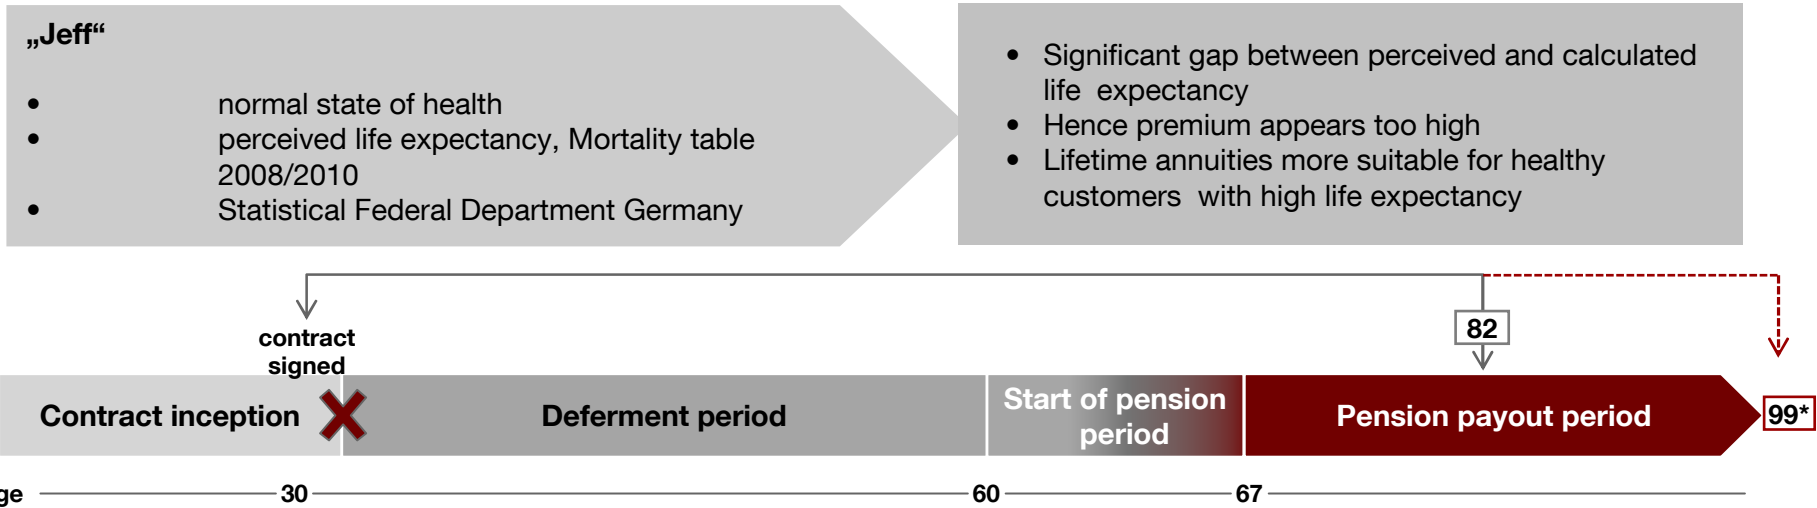 „Jeff“
• normal state of health
• perceived life expectancy, Mortality table
2008/2010
• Statistical Federal Department Germany
• Significant gap between perceived and calculated
life expectancy
• Hence premium appears too high
• Lifetime annuities more suitable for healthy
customers with high life expectancy
contract
signed
82
Contract inception
Deferment period
Start of pension
period
Pension payout period
99*
ge
30
60
67